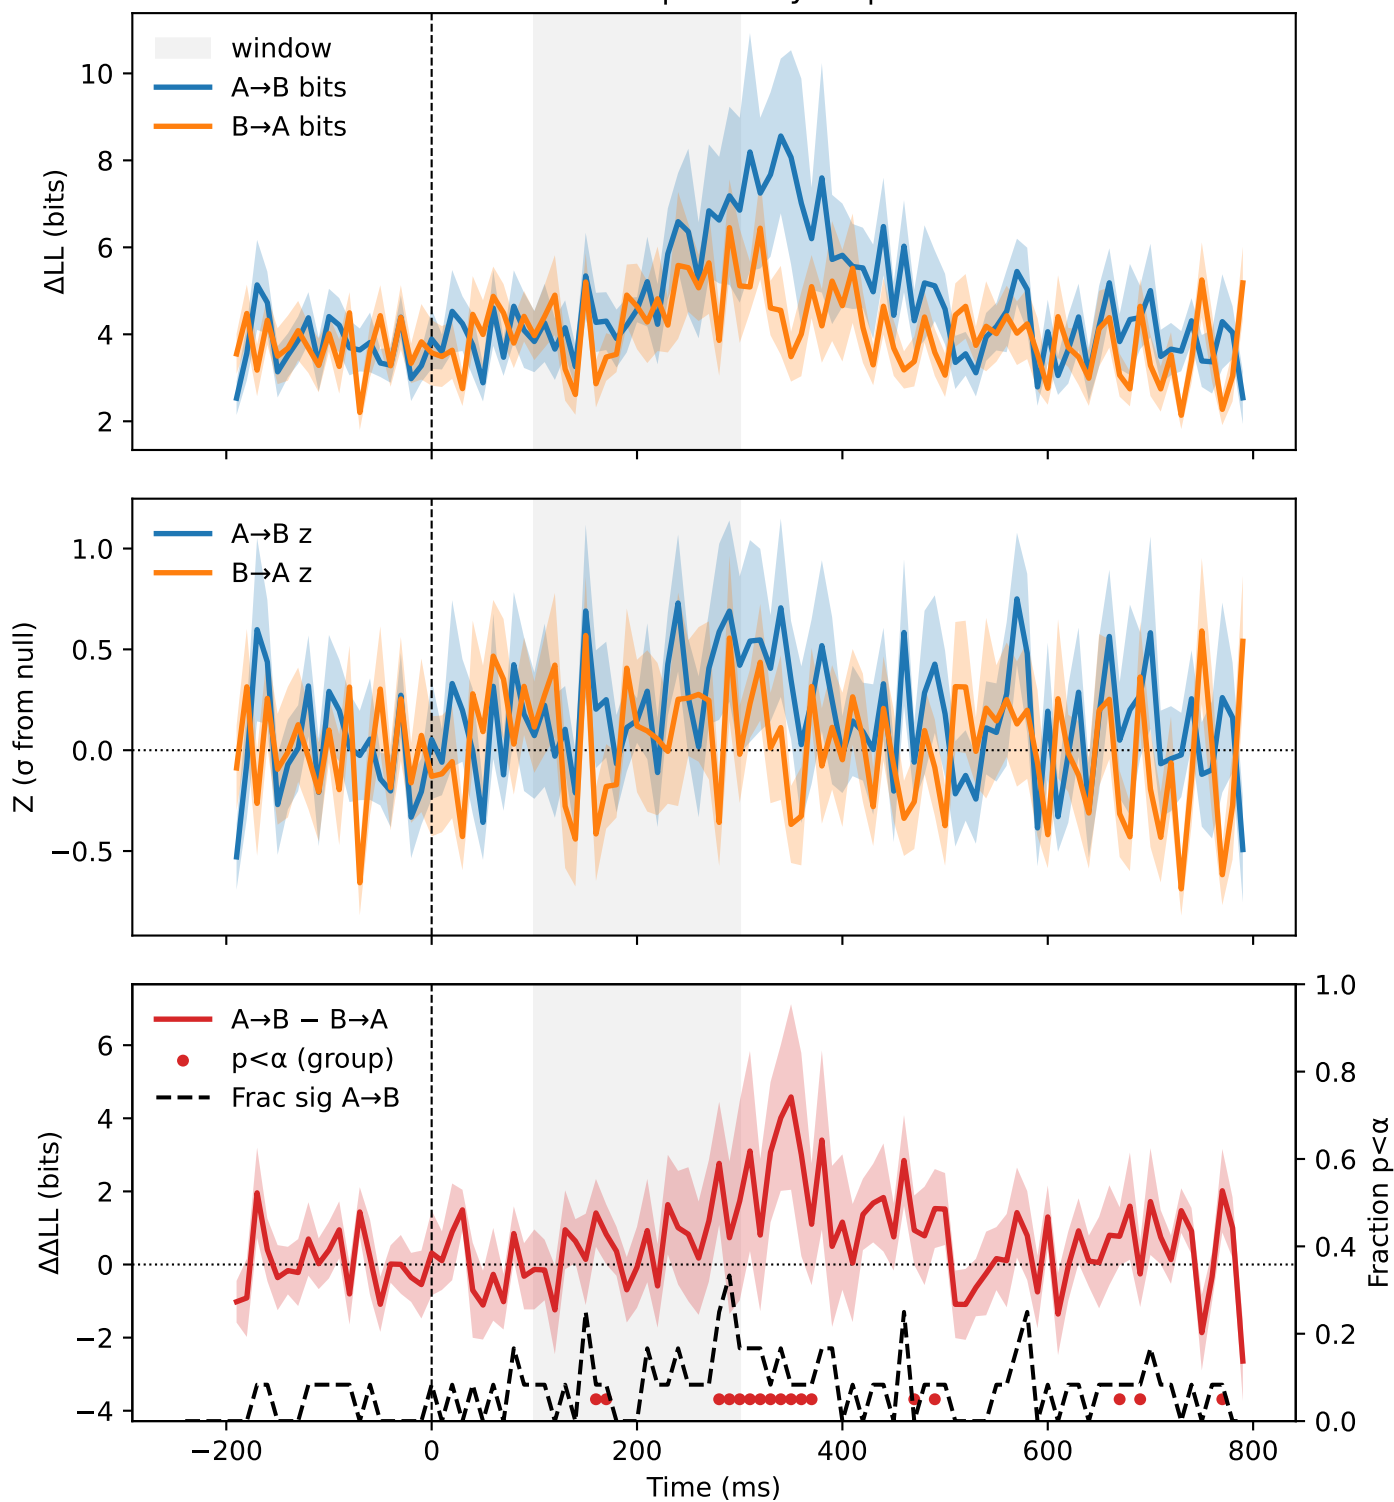 window
A→B bits
B→A bits
ΔLL (bits)
10
8
6
4
2
A→B z
B→A z
Z (σ from null)
1.0
0.5
0.0
−0.5
A→B − B→A
p<α (group)
Frac sig A→B
ΔΔLL (bits)
6
4
2
0
−2
−4
1.0
0.8
0.6
0.4
0.2
0.0
Fraction p<α
−200 0 200 400 600 800
Time (ms)